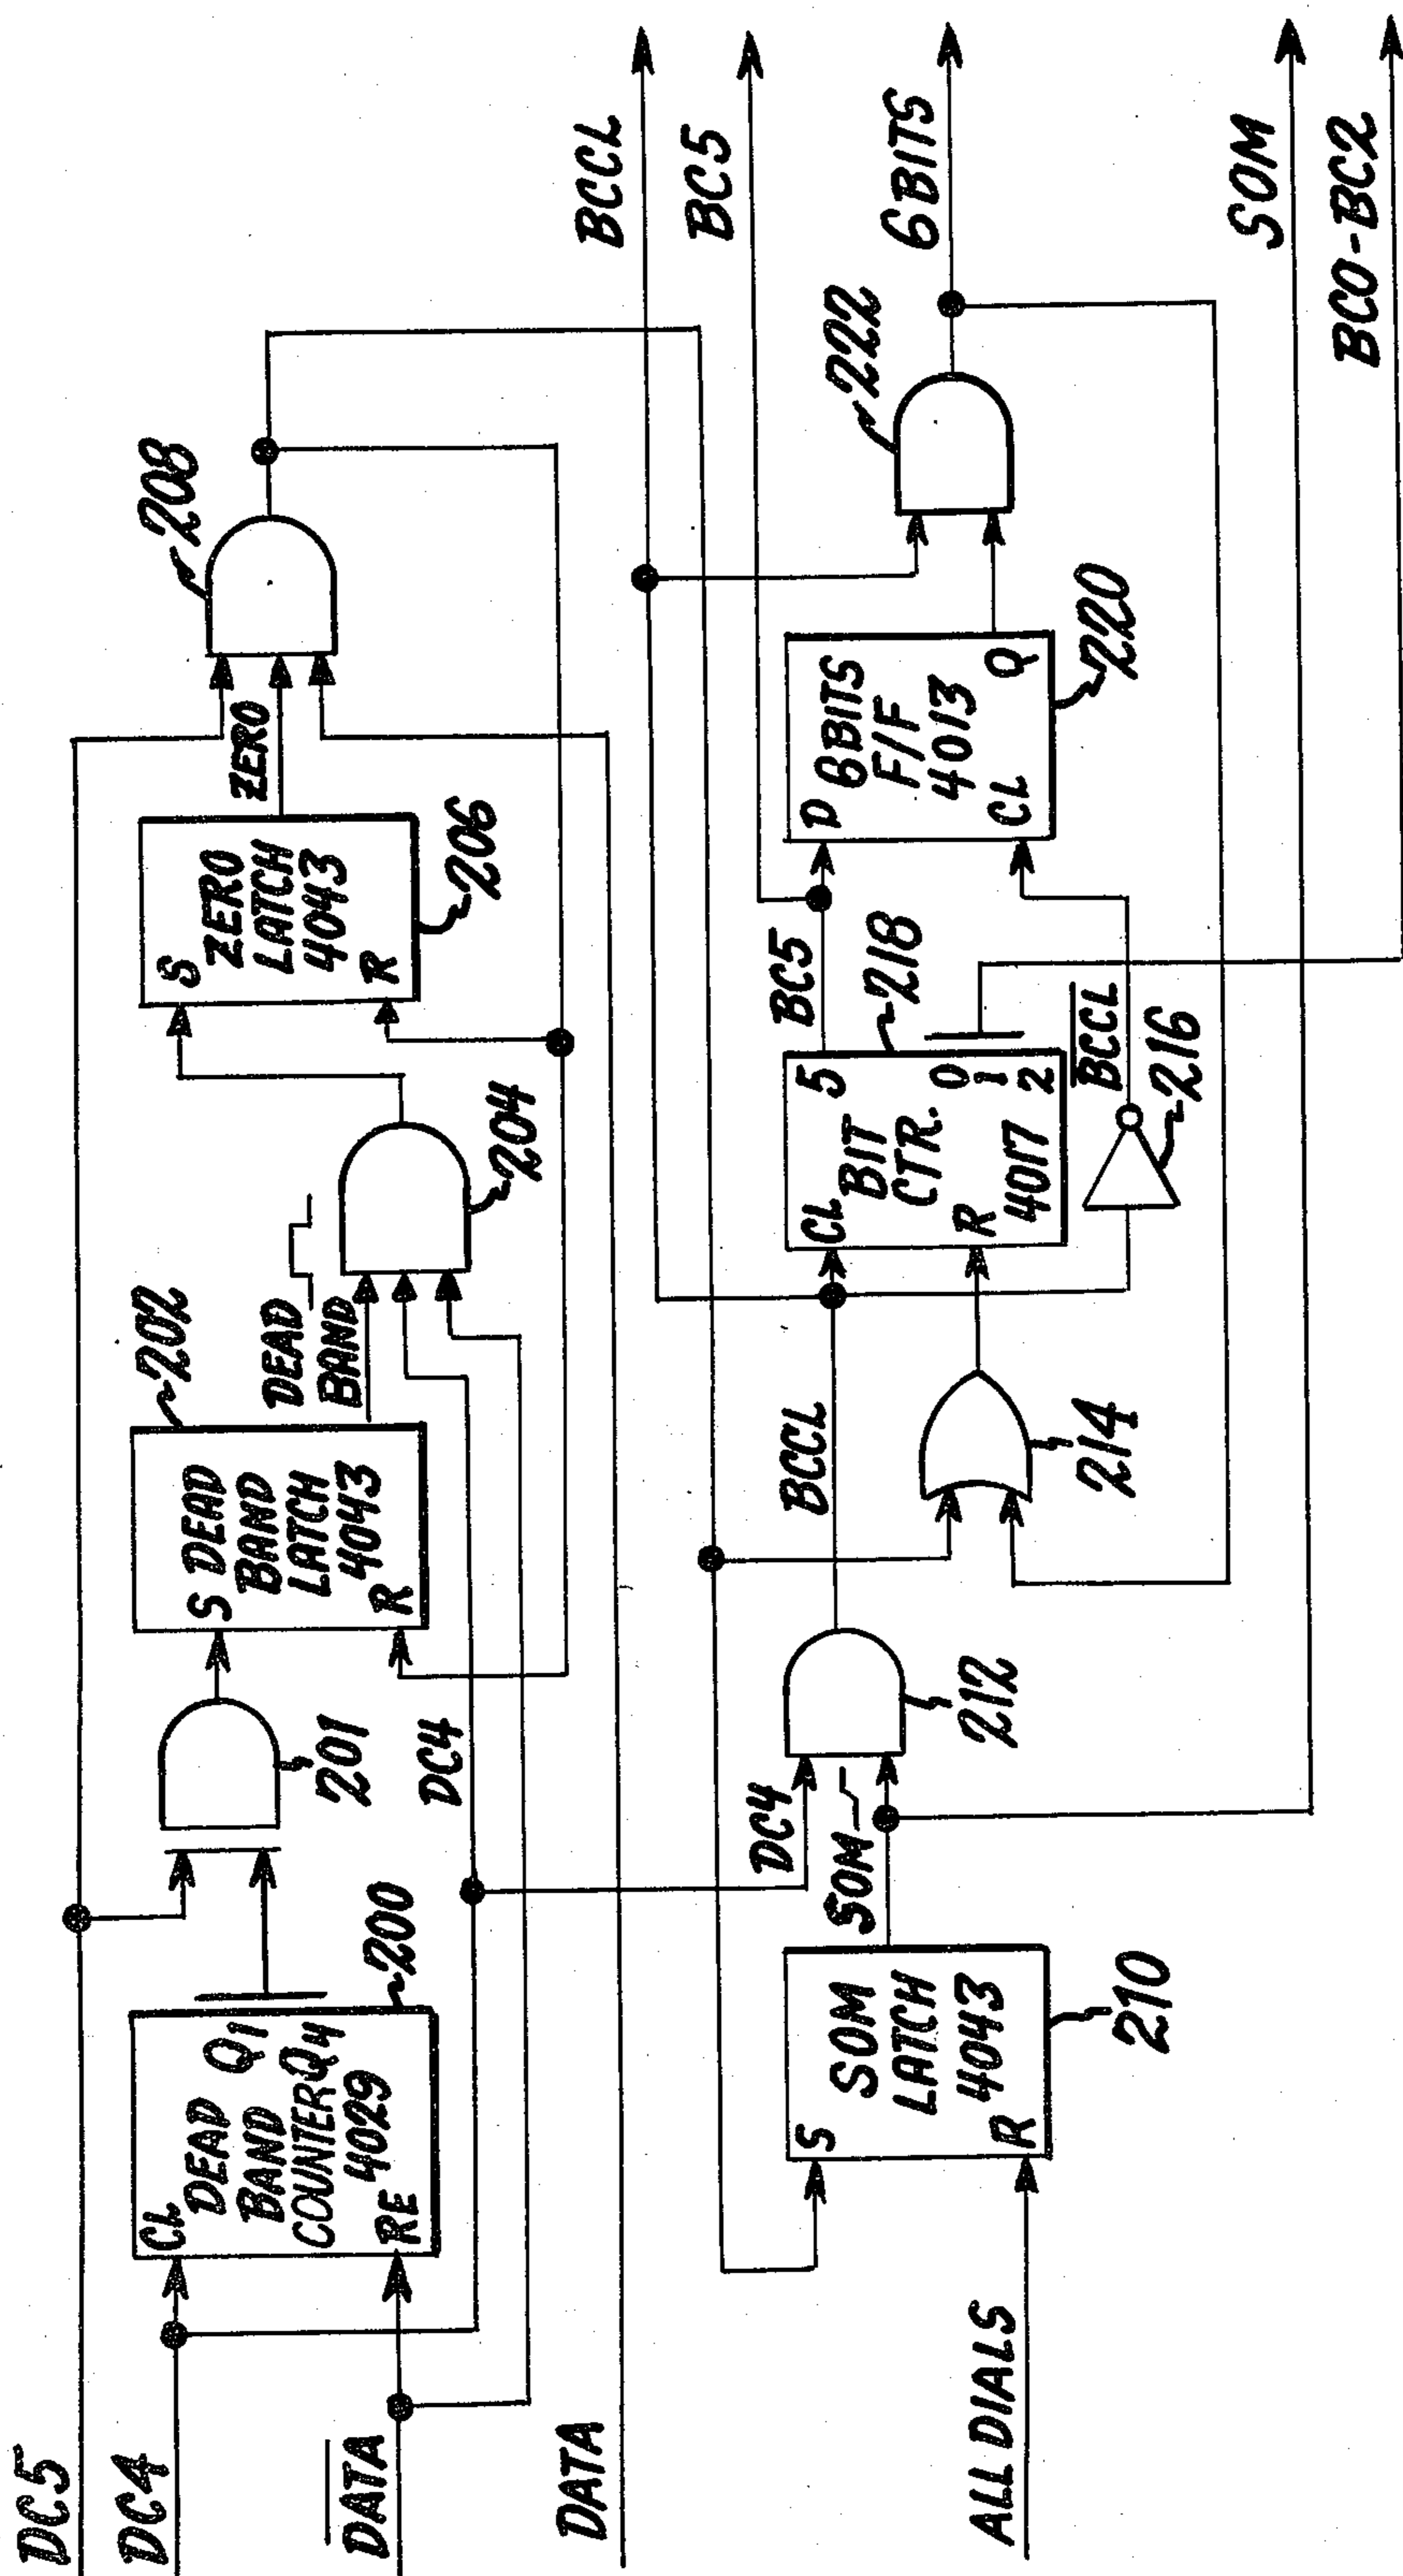 DC5
DC4
DATA
DATA
ALL DIALS
CL
DEAD Q1
BAND
COUNTER Q4
4029
RE
200
201
S DEAD
BAND
LATCH
4043
R
202
DEAD
BAND
DC4
204
S
ZERO
LATCH
4043
R
206
ZERO
208
S
SOM
LATCH
4043
R
210
DC4
SOM
212
BCCL
214
CL 5
BIT
CTR. 0
1
R 4017 2
218
BCCL
216
BC5
D 6BITS
F/F
4013
CL Q
220
222
BCCL
BC5
6BITS
SOM
BC0-BC2